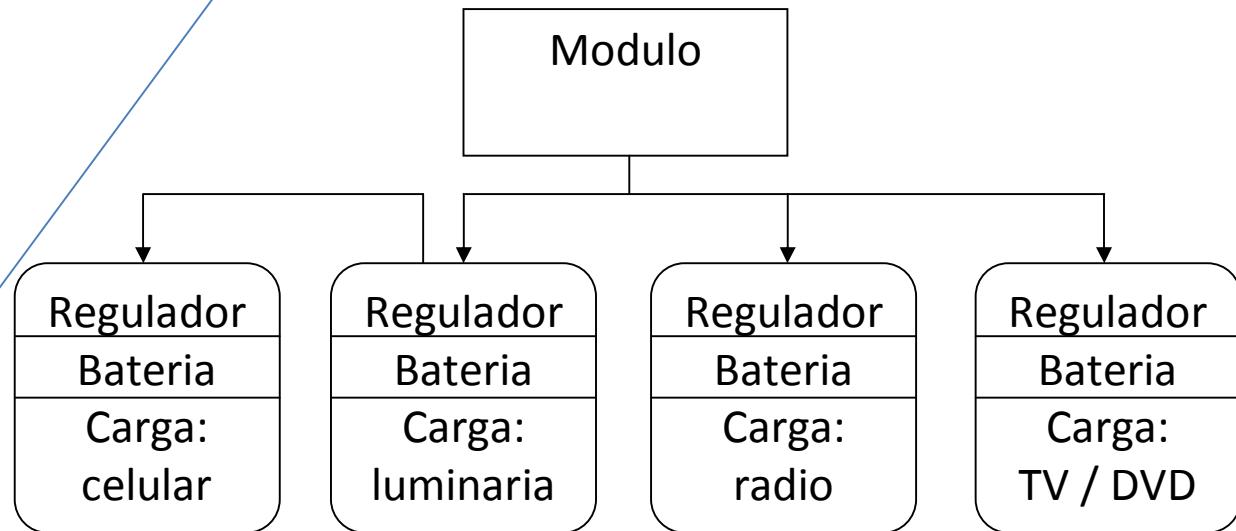 Modulo
Regulador
Bateria
Carga:
celular
Regulador
Bateria
Carga:
luminaria
Regulador
Bateria
Carga:
radio
Regulador
Bateria
Carga:
TV / DVD